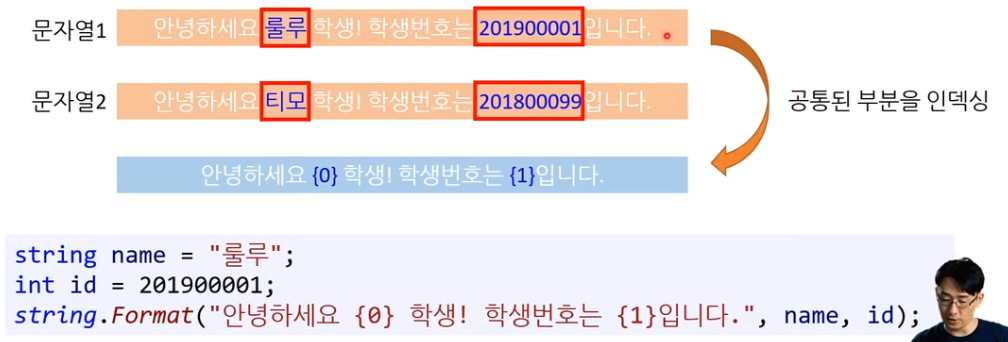 문자열1 안녕하세요 룰루 학생! 학생번호는 201900001입니다.
문자열2 안녕하세요 티모 학생! 학생번호는 201800099입니다.
공통된 부분을 인덱싱
안녕하세요 {0} 학생! 학생번호는 {1}입니다.
string name = "룰루";
int id = 201900001;
string.Format("안녕하세요 {0} 학생! 학생번호는 {1}입니다.", name, id);